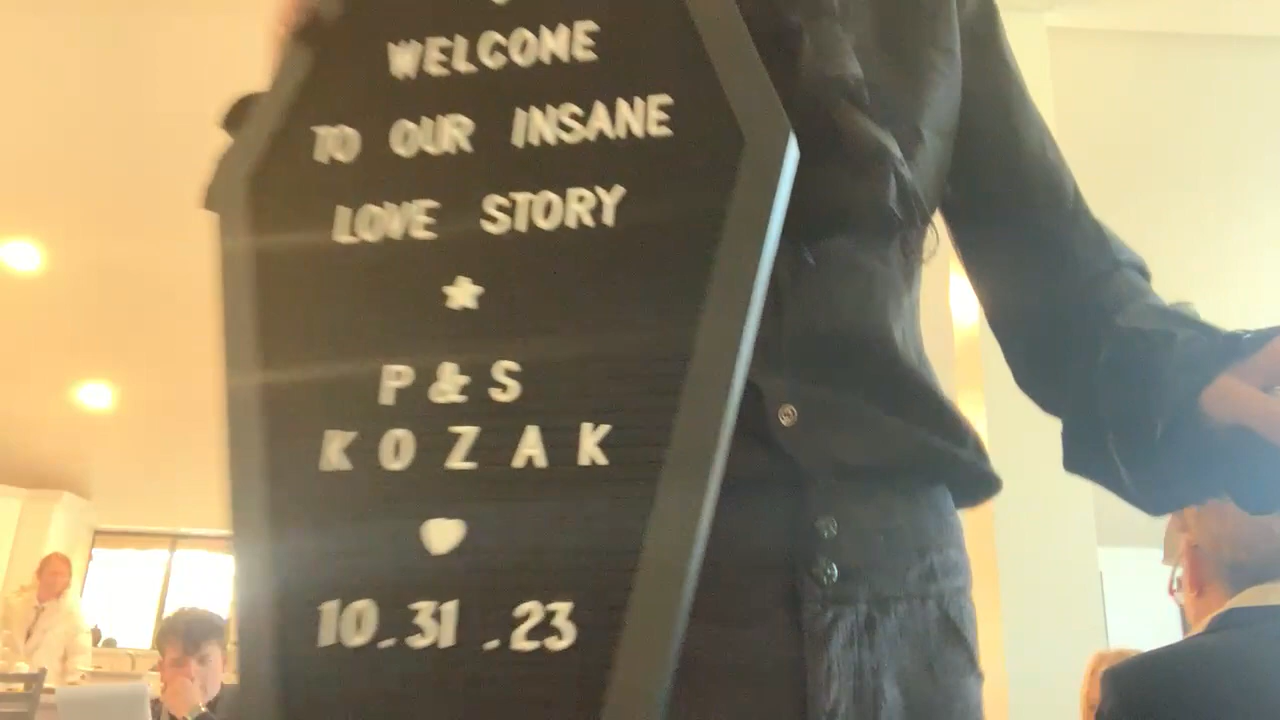 WELCOME
TO OUR INSANE
LOVE STORY
P & S
KOZAK
10.31.23